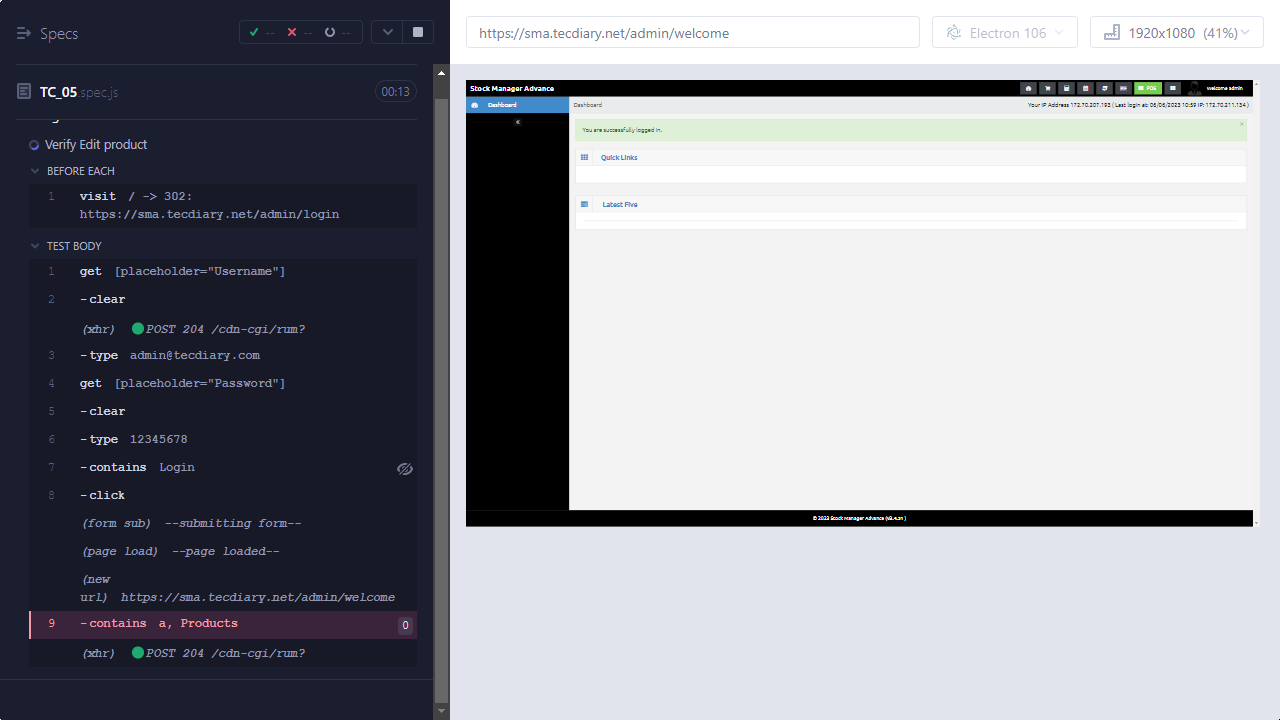 Specs
-- -- --
TC_05.spec.js 00:13
Verify Edit product
BEFORE EACH
1 visit / -> 302:
https://sma.tecdiary.net/admin/login
TEST BODY
1 get [placeholder="Username"]
2 -clear
(xhr) POST 204 /cdn-cgi/rum?
3 -type admin@tecdiary.com
4 get [placeholder="Password"]
5 -clear
6 -type 12345678
7 -contains Login
8 -click
(form sub) --submitting form--
(page load) --page loaded--
(new
url) https://sma.tecdiary.net/admin/welcome
9 -contains a, Products 0
(xhr) POST 204 /cdn-cgi/rum?
https://sma.tecdiary.net/admin/welcome
Electron 106
1920x1080 (41%)
Stock Manager Advance
POS
welcome admin
Dashboard
Dashboard
Your IP Address 172.70.207.193 ( Last login at: 06/06/2023 10:59 IP: 172.70.211.134 )
«
You are successfully logged in.
×
Quick Links
Latest Five
© 2023 Stock Manager Advance